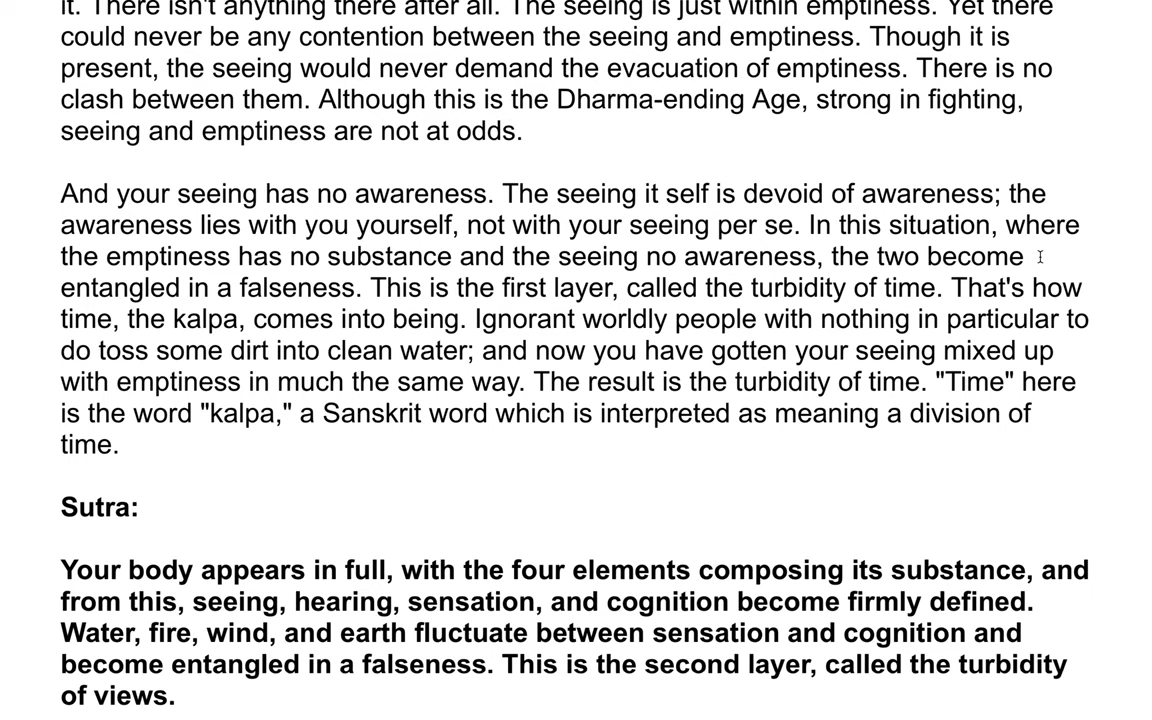 it. There isn't anything there after all. The seeing is just within emptiness. Yet there
could never be any contention between the seeing and emptiness. Though it is
present, the seeing would never demand the evacuation of emptiness. There is no
clash between them. Although this is the Dharma-ending Age, strong in fighting,
seeing and emptiness are not at odds.
And your seeing has no awareness. The seeing it self is devoid of awareness; the
awareness lies with you yourself, not with your seeing per se. In this situation, where
the emptiness has no substance and the seeing no awareness, the two become
entangled in a falseness. This is the first layer, called the turbidity of time. That's how
time, the kalpa, comes into being. Ignorant worldly people with nothing in particular to
do toss some dirt into clean water; and now you have gotten your seeing mixed up
with emptiness in much the same way. The result is the turbidity of time. "Time" here
is the word "kalpa," a Sanskrit word which is interpreted as meaning a division of
time.
Sutra:
Your body appears in full, with the four elements composing its substance, and
from this, seeing, hearing, sensation, and cognition become firmly defined.
Water, fire, wind, and earth fluctuate between sensation and cognition and
become entangled in a falseness. This is the second layer, called the turbidity
of views.